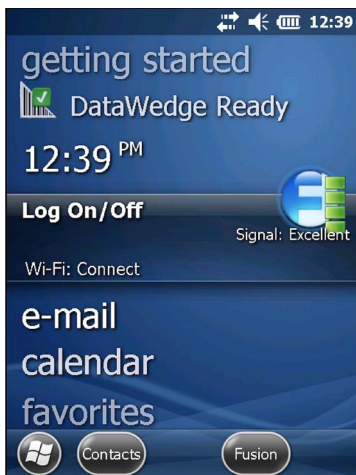 12:39
getting started
DataWedge Ready
12:39 PM
Log On/Off
Signal: Excellent
Wi-Fi: Connect
e-mail
calendar
favorites
Contacts Fusion